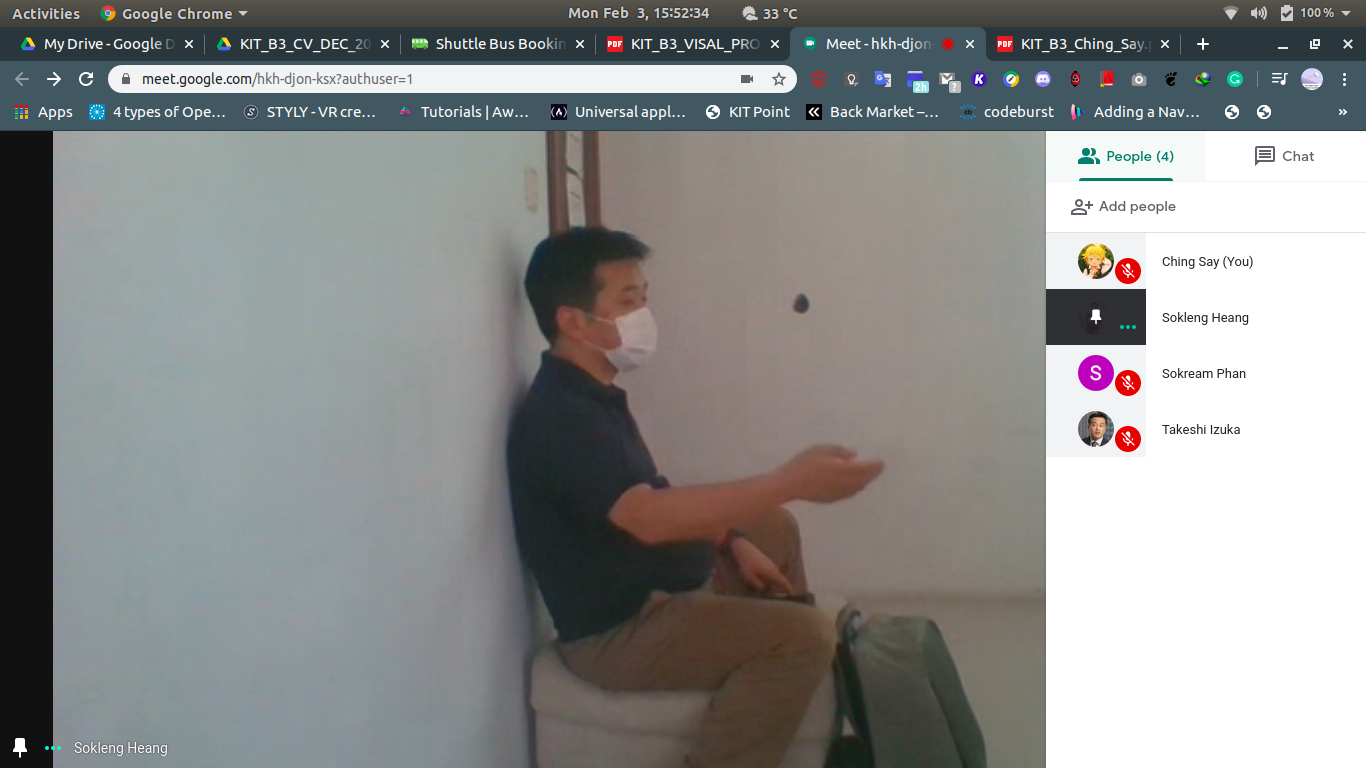 Activities Google Chrome Mon Feb 3, 15:52:34 33 °C 100 %
My Drive - Google D KIT_B3_CV_DEC_20 Shuttle Bus Bookin PDF KIT_B3_VISAL_PRO Meet - hkh-djon- PDF KIT_B3_Ching_Say.
meet.google.com/hkh-djon-ksx?authuser=1 2h ?
Apps 4 types of Ope... STYLY - VR cre... Tutorials | Aw... Universal appl... KIT Point Back Market –... codeburst Adding a Nav... »
People (4) Chat
Add people
Ching Say (You)
Sokleng Heang
S Sokream Phan
Takeshi Izuka
Sokleng Heang